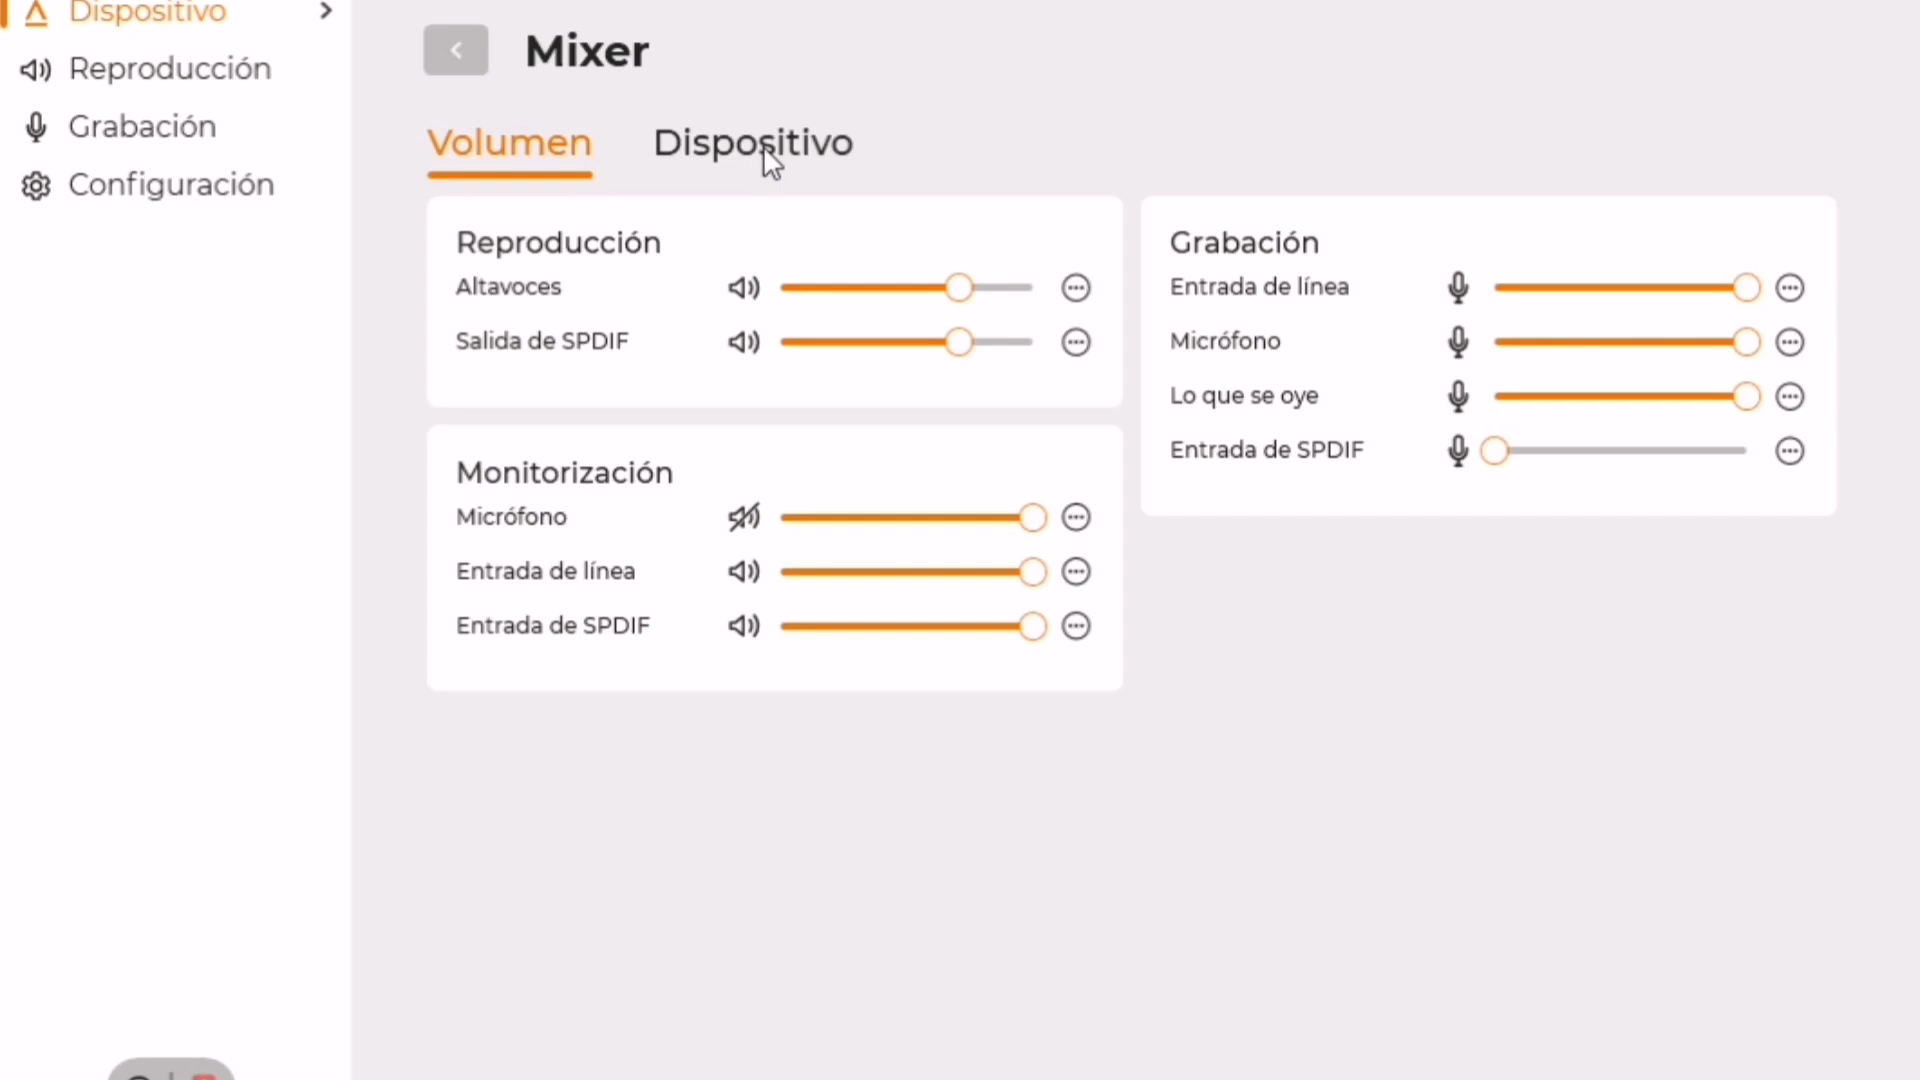 Dispositivo
Reproducción
Grabación
Configuración
Mixer
Volumen
Dispositivo
Reproducción
Altavoces
Salida de SPDIF
Monitorización
Micrófono
Entrada de línea
Entrada de SPDIF
Grabación
Entrada de línea
Micrófono
Lo que se oye
Entrada de SPDIF